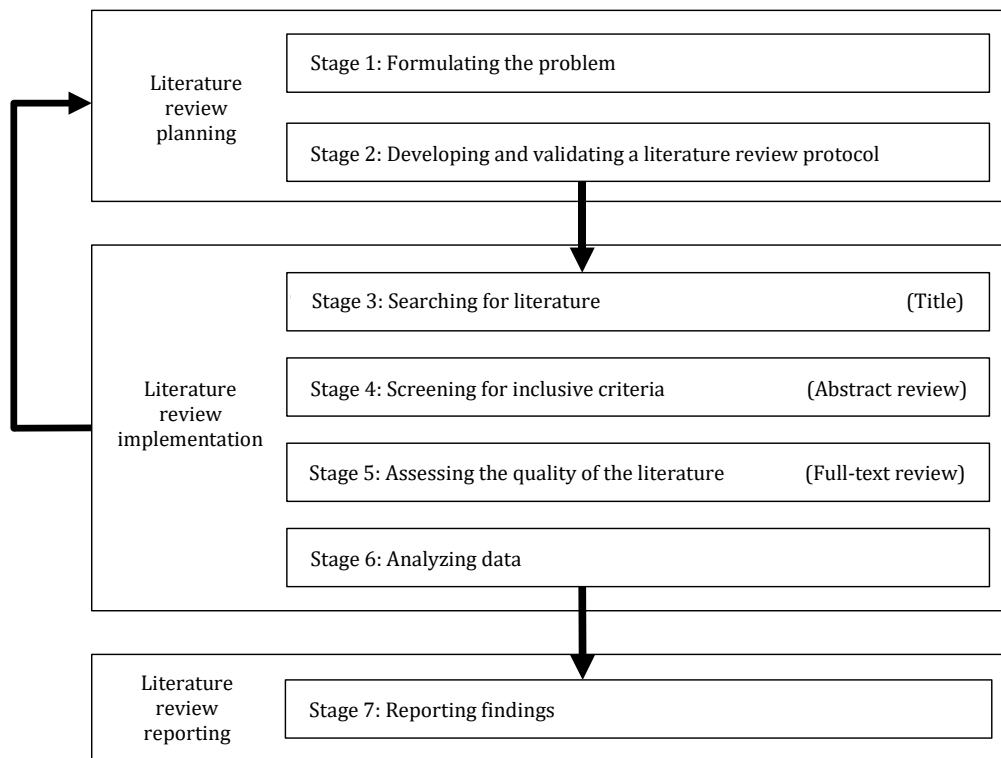 Literature
review
planning
Stage 1: Formulating the problem
Stage 2: Developing and validating a literature review protocol
Literature
review
implementation
Stage 3: Searching for literature (Title)
Stage 4: Screening for inclusive criteria (Abstract review)
Stage 5: Assessing the quality of the literature (Full-text review)
Stage 6: Analyzing data
Literature
review
reporting
Stage 7: Reporting findings